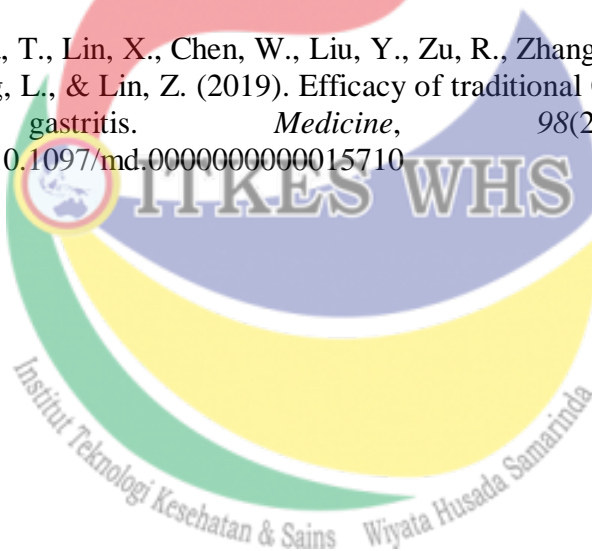 , T., Lin, X., Chen, W., Liu, Y., Zu, R., Zhang
, L., & Lin, Z. (2019). Efficacy of traditional
gastritis. Medicine, 98(2
0.1097/md.0000000000015710
ITKES WHS
Institut Teknologi Kesehatan & Sains Wiyata Husada Samarinda